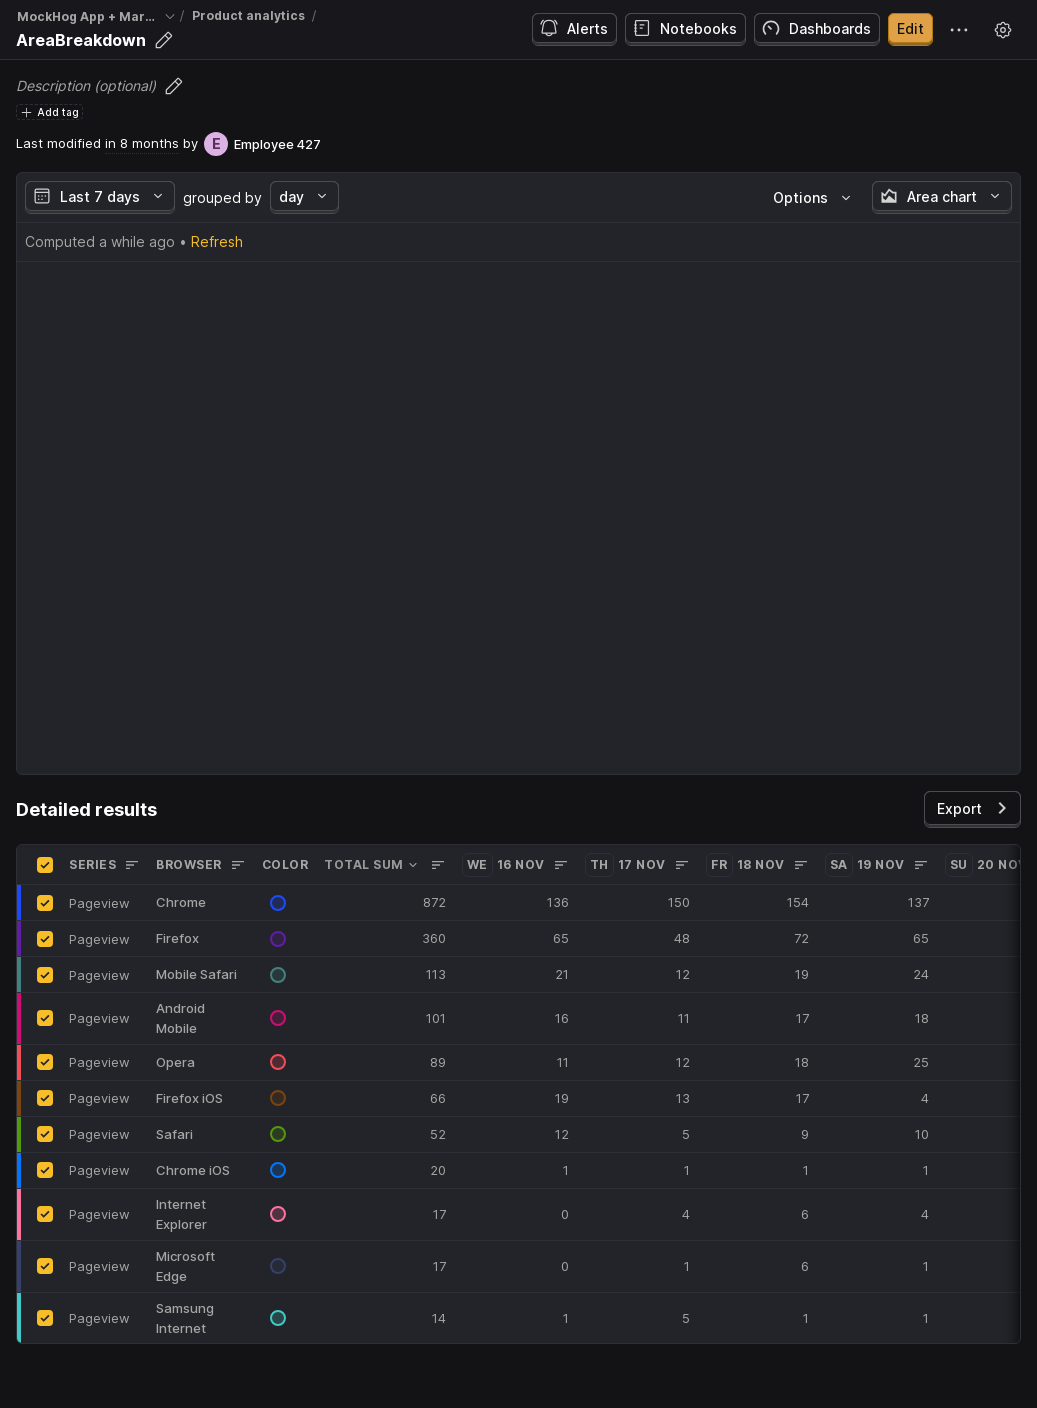 MockHog App + Mar... / Product analytics /
AreaBreakdown
Alerts Notebooks Dashboards Edit
Description (optional)
Add tag
Last modified in 8 months by E Employee 427
Last 7 days grouped by day Options Area chart
Computed a while ago • Refresh
Detailed results
Export
SERIES BROWSER COLOR TOTAL SUM WE 16 NOV TH 17 NOV FR 18 NOV SA 19 NOV SU 20 NOV
Pageview Chrome 872 136 150 154 137
Pageview Firefox 360 65 48 72 65
Pageview Mobile Safari 113 21 12 19 24
Pageview Android Mobile 101 16 11 17 18
Pageview Opera 89 11 12 18 25
Pageview Firefox iOS 66 19 13 17 4
Pageview Safari 52 12 5 9 10
Pageview Chrome iOS 20 1 1 1 1
Pageview Internet Explorer 17 0 4 6 4
Pageview Microsoft Edge 17 0 1 6 1
Pageview Samsung Internet 14 1 5 1 1